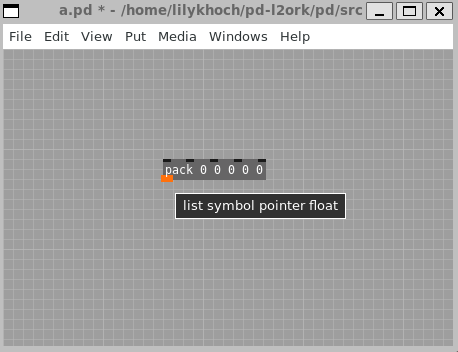 a.pd * - /home/lilykhoch/pd-l2ork/pd/src
File Edit View Put Media Windows Help
pack 0 0 0 0 0
list symbol pointer float